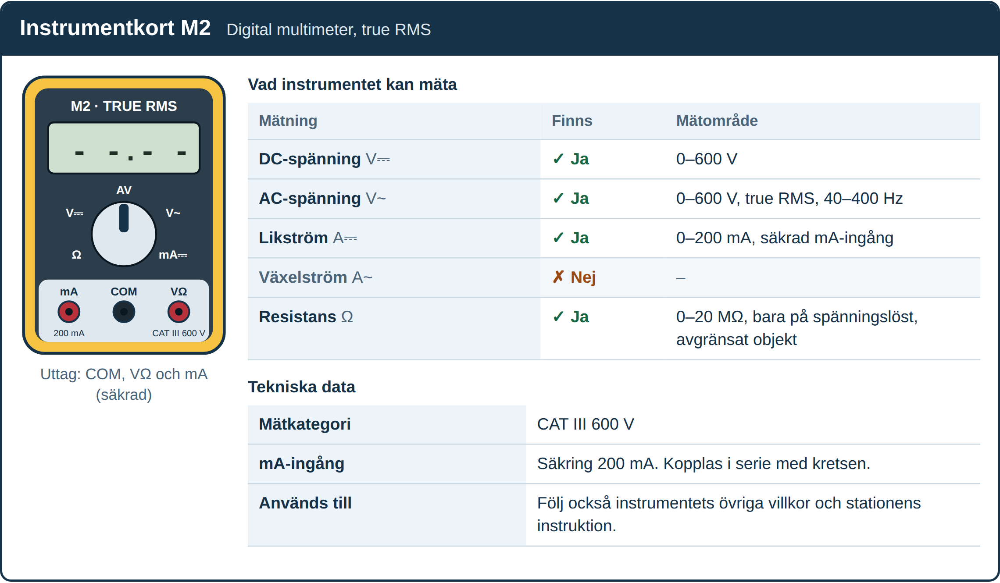 Instrumentkort M2 Digital multimeter, true RMS
M2 · TRUE RMS
- -.- -
AV
V⎓ V~
Ω mA⎓
mA COM VΩ
200 mA CAT III 600 V
Uttag: COM, VΩ och mA
(säkrad)
Vad instrumentet kan mäta
Mätning Finns Mätområde
DC-spänning V⎓ ✓ Ja 0–600 V
AC-spänning V~ ✓ Ja 0–600 V, true RMS, 40–400 Hz
Likström A⎓ ✓ Ja 0–200 mA, säkrad mA-ingång
Växelström A~ ✗ Nej –
Resistans Ω ✓ Ja 0–20 MΩ, bara på spänningslöst,
avgränsat objekt
Tekniska data
Mätkategori CAT III 600 V
mA-ingång Säkring 200 mA. Kopplas i serie med kretsen.
Används till Följ också instrumentets övriga villkor och stationens
instruktion.